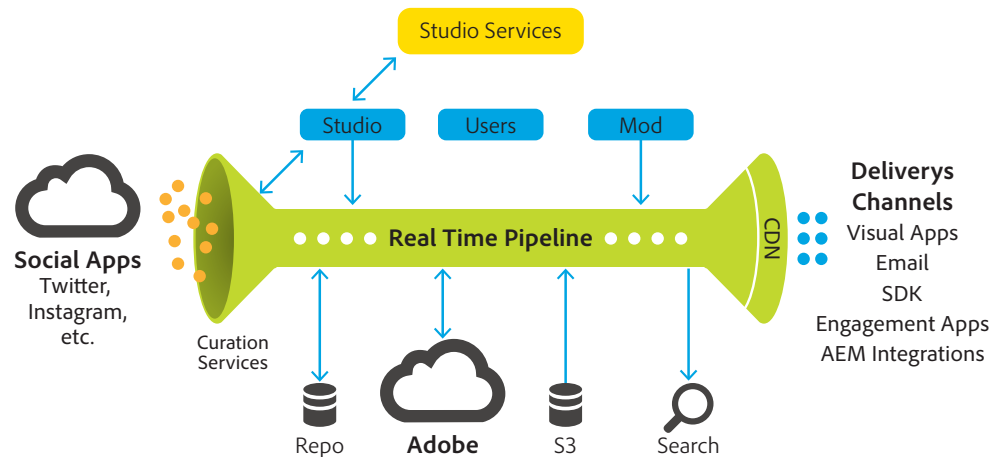 Studio Services
Studio
Users
Mod
Social Apps
Twitter,
Instagram,
etc.
Curation
Services
Real Time Pipeline
CDN
Deliverys
Channels
Visual Apps
Email
SDK
Engagement Apps
AEM Integrations
Repo
Adobe
S3
Search